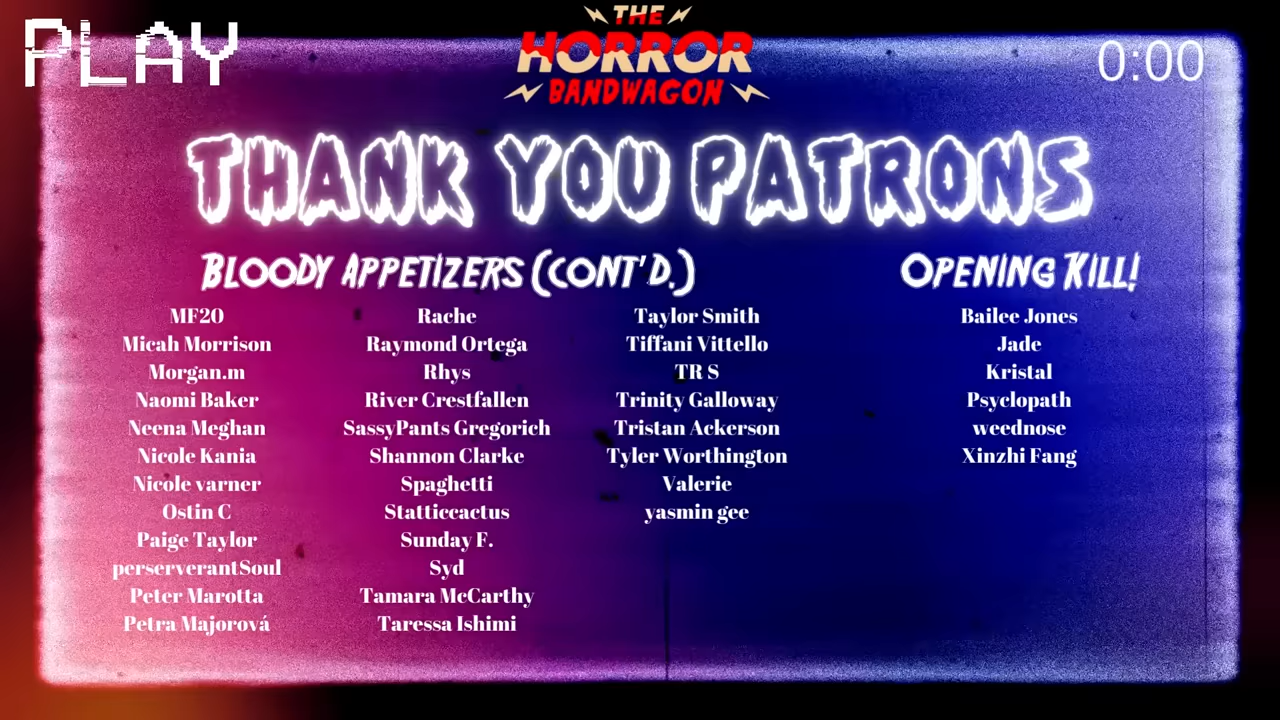 PLAY
THE
HORROR
BANDWAGON
0:00
THANK YOU PATRONS
BLOODY APPETIZERS (CONT'D.)
MF20
Micah Morrison
Morgan.m
Naomi Baker
Neena Meghan
Nicole Kania
Nicole varner
Ostin C
Paige Taylor
perserverantSoul
Peter Marotta
Petra Majorová
Rache
Raymond Ortega
Rhys
River Crestfallen
SassyPants Gregorich
Shannon Clarke
Spaghetti
Statticcactus
Sunday F.
Syd
Tamara McCarthy
Taressa Ishimi
Taylor Smith
Tiffani Vittello
TR S
Trinity Galloway
Tristan Ackerson
Tyler Worthington
Valerie
yasmin gee
OPENING KILL!
Bailee Jones
Jade
Kristal
Psyclopath
weednose
Xinzhi Fang